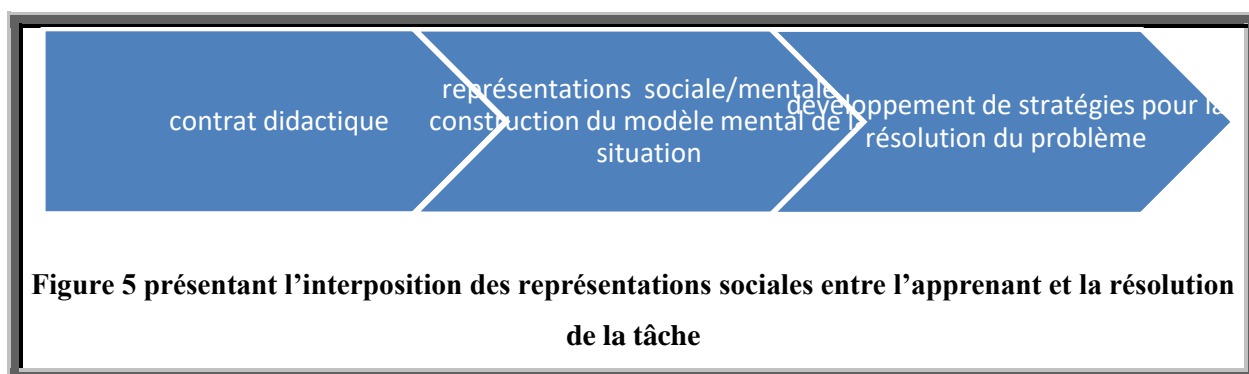 contrat didactique
représentations sociale/mentale
construction du modèle mental de l
situation
développement de stratégies pour la
résolution du problème
Figure 5 présentant l’interposition des représentations sociales entre l’apprenant et la résolution
de la tâche